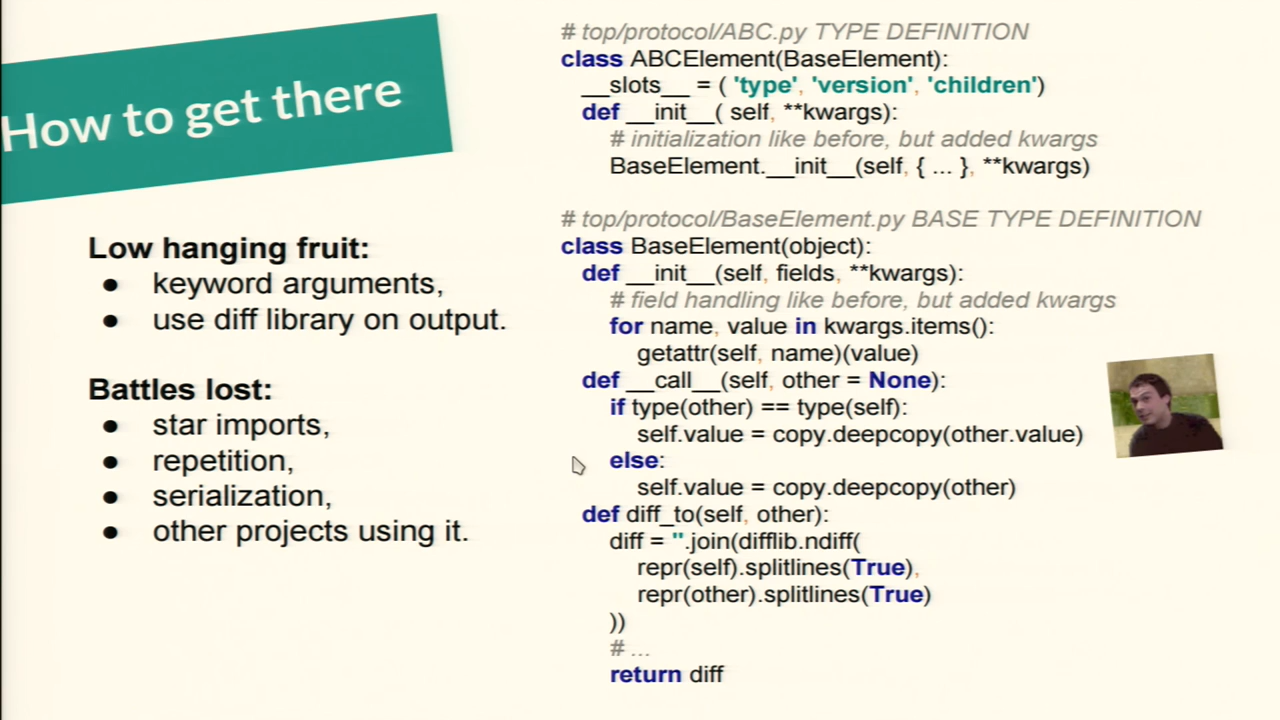 How to get there
Low hanging fruit:
● keyword arguments,
● use diff library on output.
Battles lost:
● star imports,
● repetition,
● serialization,
● other projects using it.
# top/protocol/ABC.py TYPE DEFINITION
class ABCElement(BaseElement):
__slots__ = ( 'type', 'version', 'children')
def __init__( self, **kwargs):
# initialization like before, but added kwargs
BaseElement.__init__(self, { ... }, **kwargs)
# top/protocol/BaseElement.py BASE TYPE DEFINITION
class BaseElement(object):
def __init__(self, fields, **kwargs):
# field handling like before, but added kwargs
for name, value in kwargs.items():
getattr(self, name)(value)
def __call__(self, other = None):
if type(other) == type(self):
self.value = copy.deepcopy(other.value)
else:
self.value = copy.deepcopy(other)
def diff_to(self, other):
diff = ''.join(difflib.ndiff(
repr(self).splitlines(True),
repr(other).splitlines(True)
))
# ...
return diff